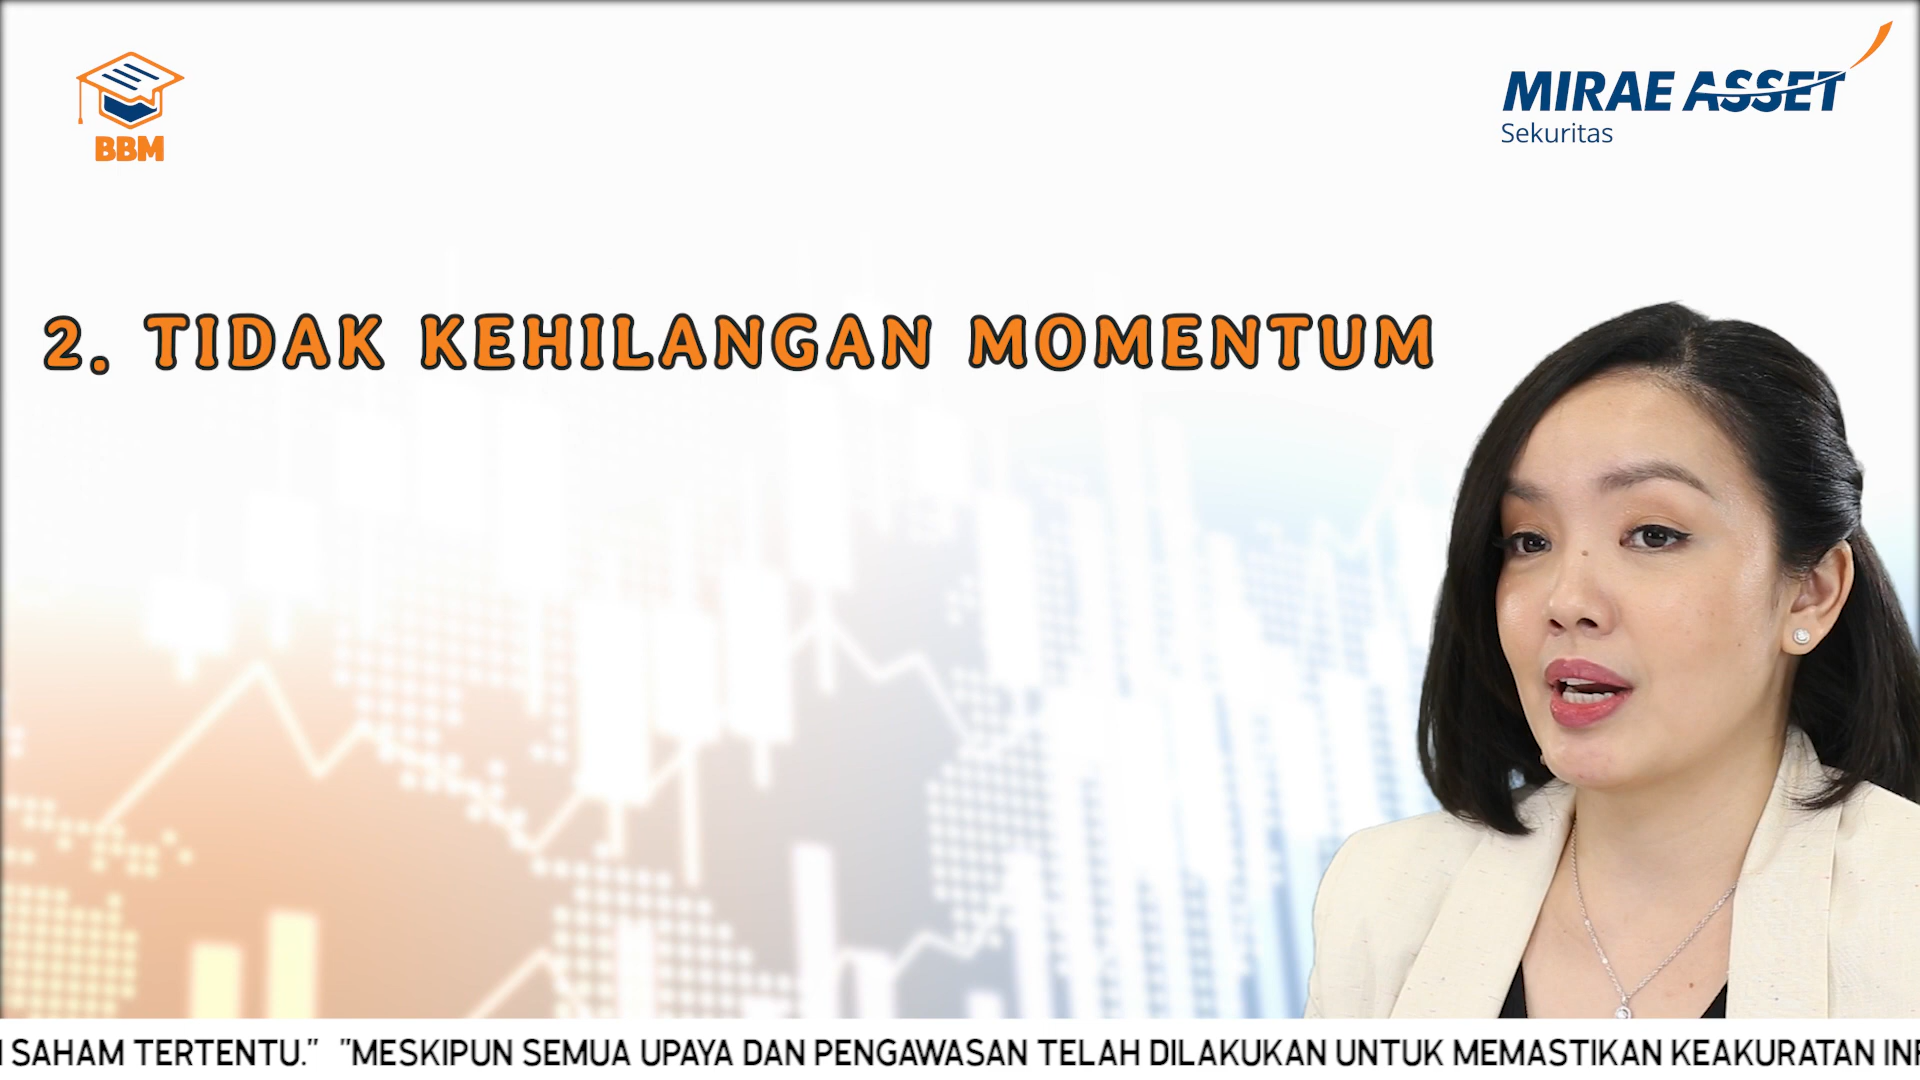 BBM
MIRAE ASSET
Sekuritas
2. TIDAK KEHILANGAN MOMENTUM
SAHAM TERTENTU." "MESKIPUN SEMUA UPAYA DAN PENGAWASAN TELAH DILAKUKAN UNTUK MEMASTIKAN KEAKURATAN